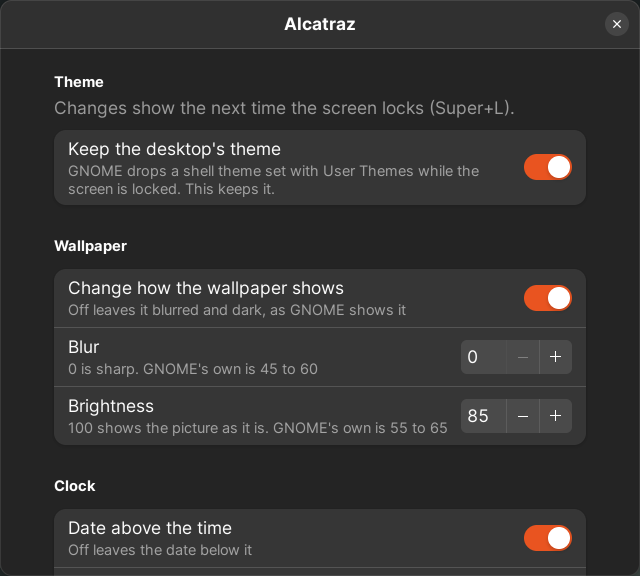 Alcatraz
Theme
Changes show the next time the screen locks (Super+L).
Keep the desktop's theme
GNOME drops a shell theme set with User Themes while the
screen is locked. This keeps it.
Wallpaper
Change how the wallpaper shows
Off leaves it blurred and dark, as GNOME shows it
Blur
0 is sharp. GNOME's own is 45 to 60
0
Brightness
100 shows the picture as it is. GNOME's own is 55 to 65
85
Clock
Date above the time
Off leaves the date below it